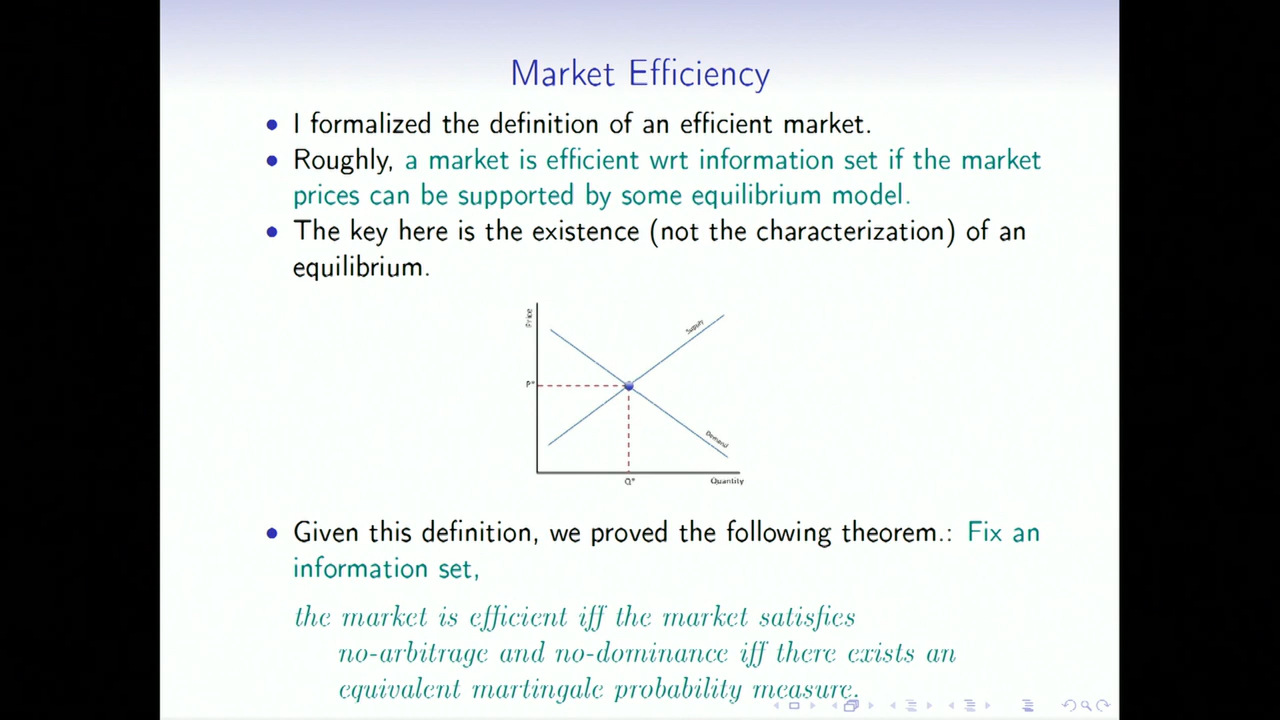 Market Efficiency
• I formalized the definition of an efficient market.
• Roughly, a market is efficient wrt information set if the market
prices can be supported by some equilibrium model.
• The key here is the existence (not the characterization) of an
equilibrium.
Price
Supply
P*
Demand
Q*
Quantity
• Given this definition, we proved the following theorem.: Fix an
information set,
the market is efficient iff the market satisfies
no-arbitrage and no-dominance iff there exists an
equivalent martingale probability measure.